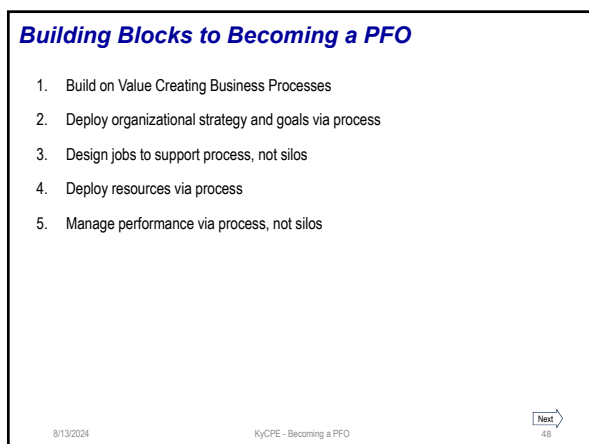 Building Blocks to Becoming a PFO
1. Build on Value Creating Business Processes
2. Deploy organizational strategy and goals via process
3. Design jobs to support process, not silos
4. Deploy resources via process
5. Manage performance via process, not silos
Next
8/13/2024 KyCPE - Becoming a PFO 48